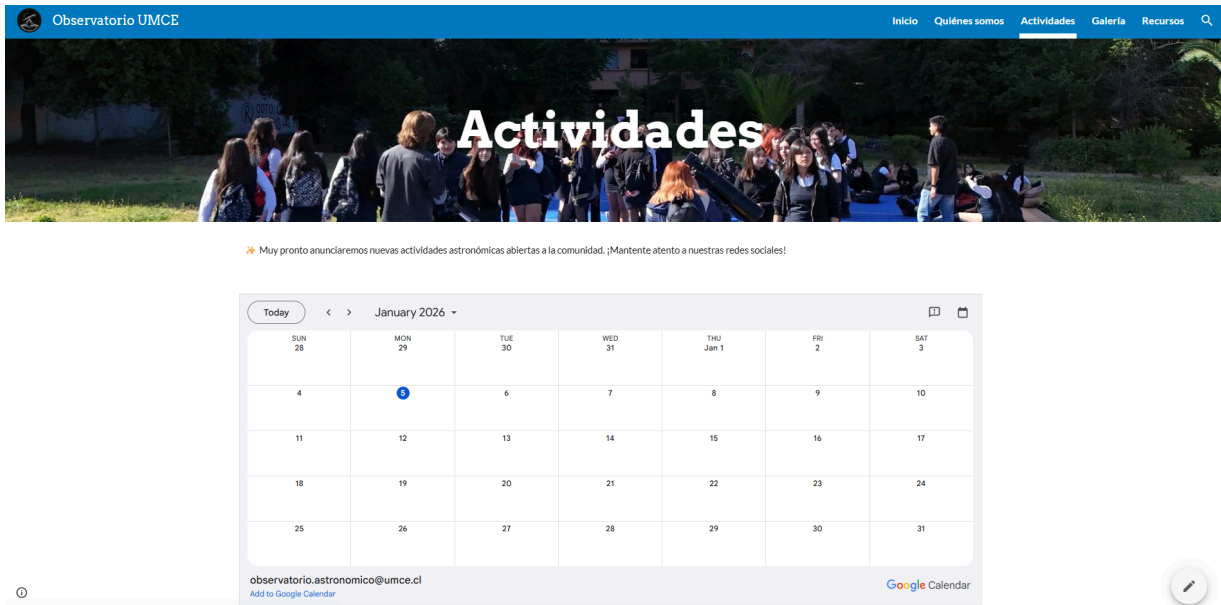 Observatorio UMCE
Inicio Quiénes somos Actividades Galería Recursos
Actividades
✨ Muy pronto anunciaremos nuevas actividades astronómicas abiertas a la comunidad. ¡Mantente atento a nuestras redes sociales!
Today January 2026
SUN MON TUE WED THU FRI SAT
28 29 30 31 Jan 1 2 3
4 5 6 7 8 9 10
11 12 13 14 15 16 17
18 19 20 21 22 23 24
25 26 27 28 29 30 31
observatorio.astronomico@umce.cl
Google Calendar
Add to Google Calendar